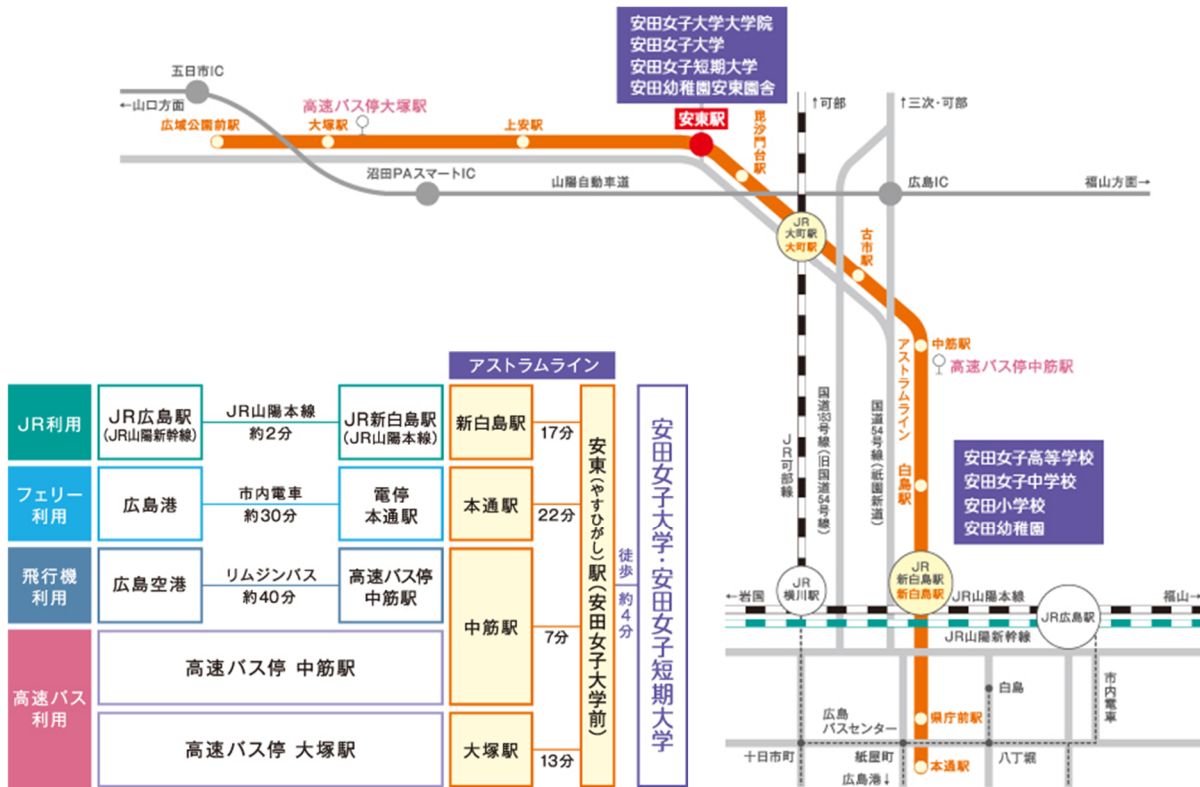 安田女子大学大学院
安田女子大学
安田女子短期大学
安田幼稚園安東園舎
五日市IC
←山口方面
高速バス停大塚駅
広域公園前駅
大塚駅
上安駅
安東駅
毘沙門台駅
↑可部
↑三次・可部
沼田PAスマートIC
山陽自動車道
広島IC
福山方面→
JR
大町駅
大町駅
古市駅
中筋駅
高速バス停中筋駅
アストラムライン
国道183号線(旧国道54号線)
国道54号線(祇園新道)
JR可部線
白島駅
安田女子高等学校
安田女子中学校
安田小学校
安田幼稚園
JR
横川駅
JR
新白島駅
新白島駅
←岩国
JR山陽本線
福山→
JR広島駅
JR山陽新幹線
白島
市内電車
県庁前駅
広島
バスセンター
十日市町
紙屋町
八丁堀
本通駅
広島港↓
アストラムライン
JR利用
JR広島駅
(JR山陽新幹線)
JR山陽本線
約2分
JR新白島駅
(JR山陽本線)
新白島駅
17分
フェリー
利用
広島港
市内電車
約30分
電停
本通駅
本通駅
22分
飛行機
利用
広島空港
リムジンバス
約40分
高速バス停
中筋駅
中筋駅
7分
高速バス
利用
高速バス停 中筋駅
高速バス停 大塚駅
大塚駅
13分
安東(やすひがし)駅(安田女子大学前)
徒歩 約4分
安田女子大学・安田女子短期大学